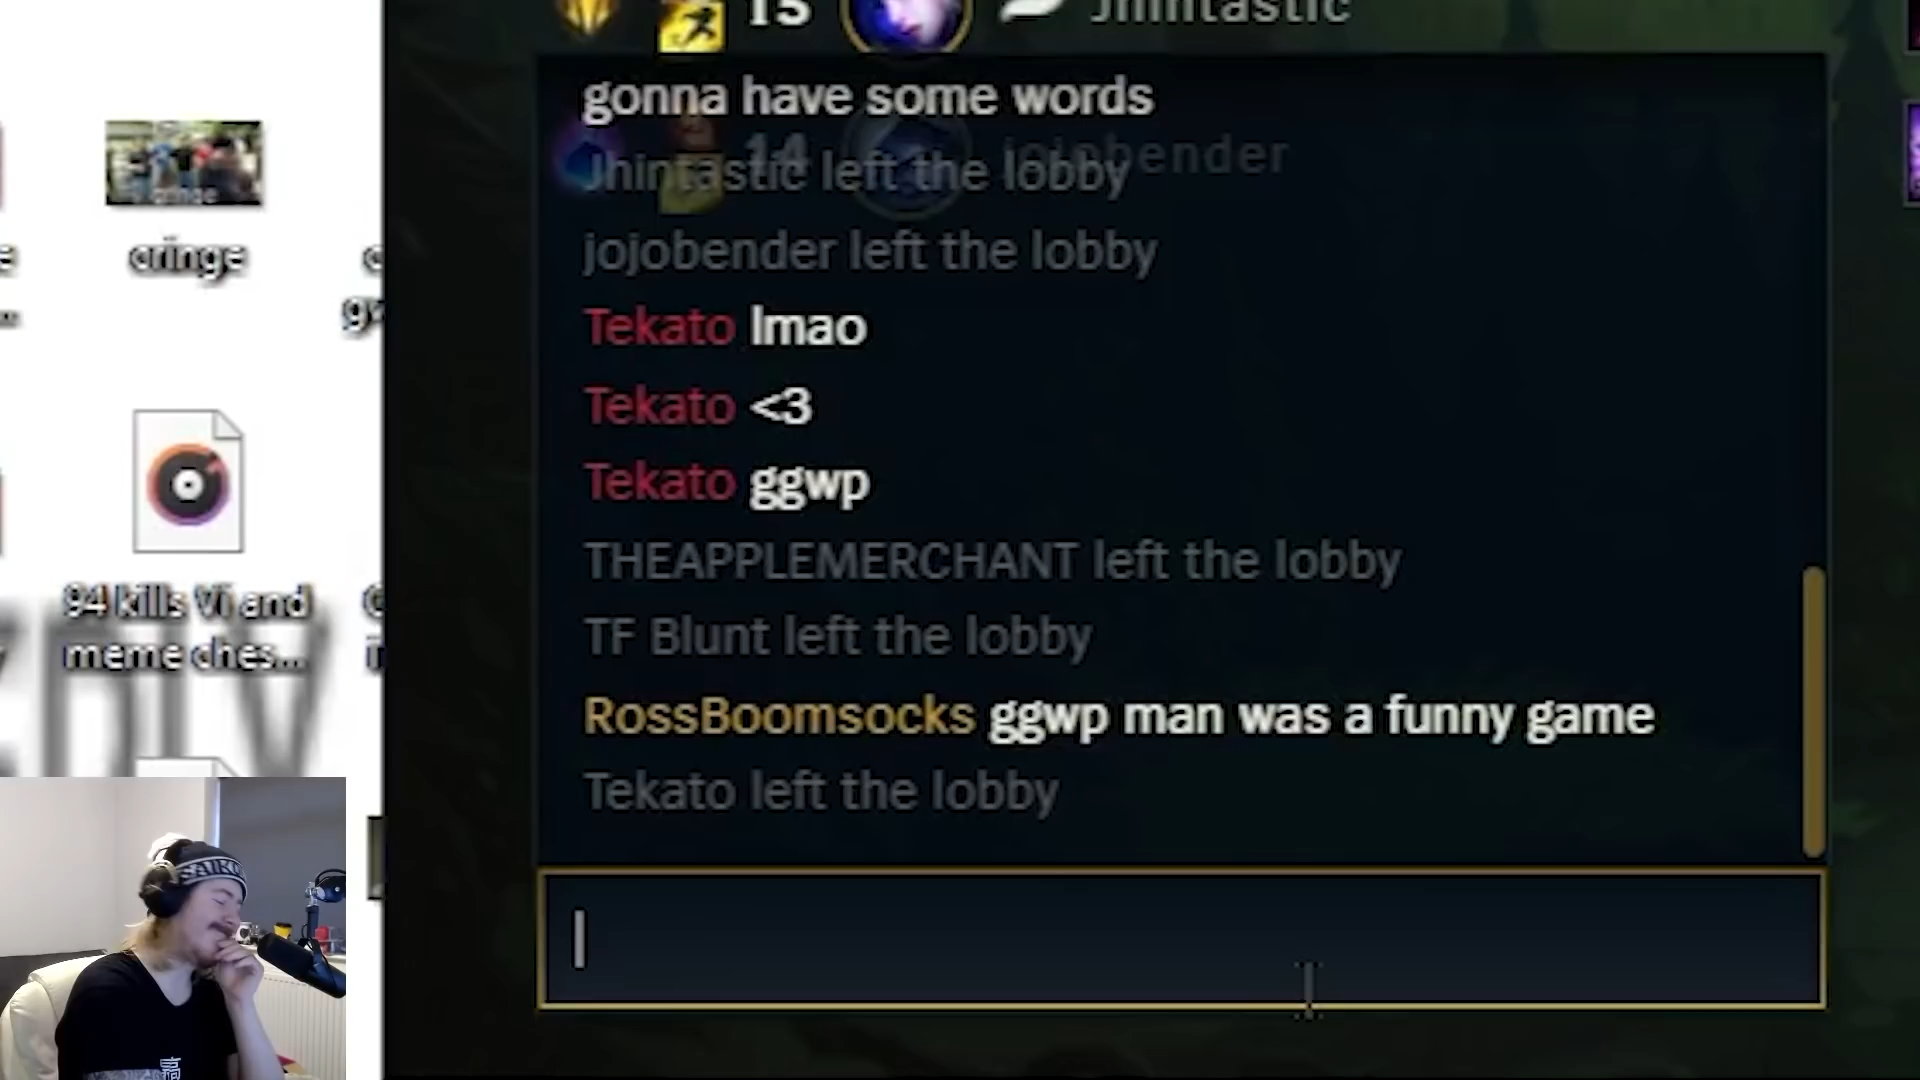 15 Jhintastic
gonna have some words
14 jojobender
Jhintastic left the lobby
jojobender left the lobby
Tekato lmao
Tekato <3
Tekato ggwp
THEAPPLEMERCHANT left the lobby
TF Blunt left the lobby
RossBoomsocks ggwp man was a funny game
Tekato left the lobby
cringe
94 kills Vi and
meme ches...